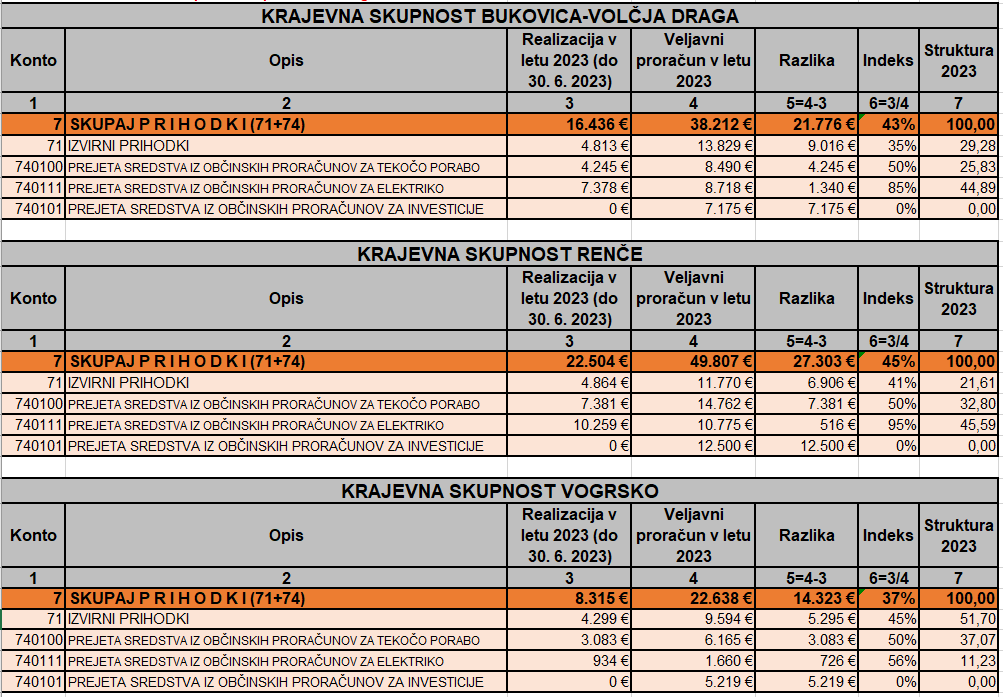 KRAJEVNA SKUPNOST BUKOVICA-VOLČJA DRAGA
Konto Opis Realizacija v letu 2023 (do 30. 6. 2023) Veljavni proračun v letu 2023 Razlika Indeks Struktura 2023
1 2 3 4 5=4-3 6=3/4 7
7 SKUPAJ P R I H O D K I (71+74) 16.436 € 38.212 € 21.776 € 43% 100,00
71 IZVIRNI PRIHODKI 4.813 € 13.829 € 9.016 € 35% 29,28
740100 PREJETA SREDSTVA IZ OBČINSKIH PRORAČUNOV ZA TEKOČO PORABO 4.245 € 8.490 € 4.245 € 50% 25,83
740111 PREJETA SREDSTVA IZ OBČINSKIH PRORAČUNOV ZA ELEKTRIKO 7.378 € 8.718 € 1.340 € 85% 44,89
740101 PREJETA SREDSTVA IZ OBČINSKIH PRORAČUNOV ZA INVESTICIJE 0 € 7.175 € 7.175 € 0% 0,00
KRAJEVNA SKUPNOST RENČE
Konto Opis Realizacija v letu 2023 (do 30. 6. 2023) Veljavni proračun v letu 2023 Razlika Indeks Struktura 2023
1 2 3 4 5=4-3 6=3/4 7
7 SKUPAJ P R I H O D K I (71+74) 22.504 € 49.807 € 27.303 € 45% 100,00
71 IZVIRNI PRIHODKI 4.864 € 11.770 € 6.906 € 41% 21,61
740100 PREJETA SREDSTVA IZ OBČINSKIH PRORAČUNOV ZA TEKOČO PORABO 7.381 € 14.762 € 7.381 € 50% 32,80
740111 PREJETA SREDSTVA IZ OBČINSKIH PRORAČUNOV ZA ELEKTRIKO 10.259 € 10.775 € 516 € 95% 45,59
740101 PREJETA SREDSTVA IZ OBČINSKIH PRORAČUNOV ZA INVESTICIJE 0 € 12.500 € 12.500 € 0% 0,00
KRAJEVNA SKUPNOST VOGRSKO
Konto Opis Realizacija v letu 2023 (do 30. 6. 2023) Veljavni proračun v letu 2023 Razlika Indeks Struktura 2023
1 2 3 4 5=4-3 6=3/4 7
7 SKUPAJ P R I H O D K I (71+74) 8.315 € 22.638 € 14.323 € 37% 100,00
71 IZVIRNI PRIHODKI 4.299 € 9.594 € 5.295 € 45% 51,70
740100 PREJETA SREDSTVA IZ OBČINSKIH PRORAČUNOV ZA TEKOČO PORABO 3.083 € 6.165 € 3.083 € 50% 37,07
740111 PREJETA SREDSTVA IZ OBČINSKIH PRORAČUNOV ZA ELEKTRIKO 934 € 1.660 € 726 € 56% 11,23
740101 PREJETA SREDSTVA IZ OBČINSKIH PRORAČUNOV ZA INVESTICIJE 0 € 5.219 € 5.219 € 0% 0,00